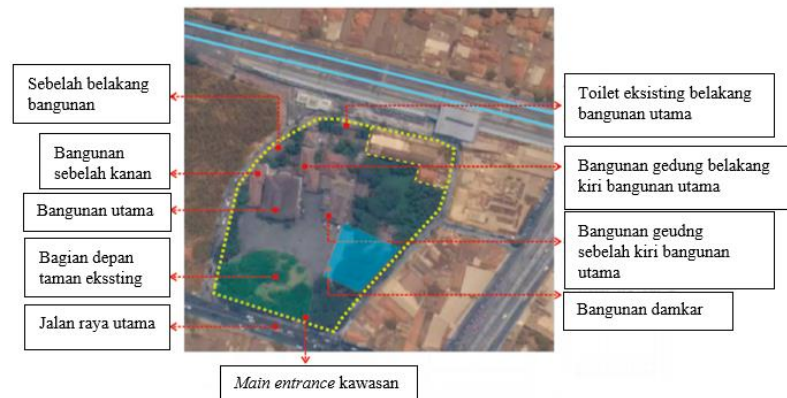 Sebelah belakang
bangunan
Bangunan
sebelah kanan
Bangunan utama
Bagian depan
taman ekssting
Jalan raya utama
Main entrance kawasan
Toilet eksisting belakang
bangunan utama
Bangunan gedung belakang
kiri bangunan utama
Bangunan geudng
sebelah kiri bangunan
utama
Bangunan damkar